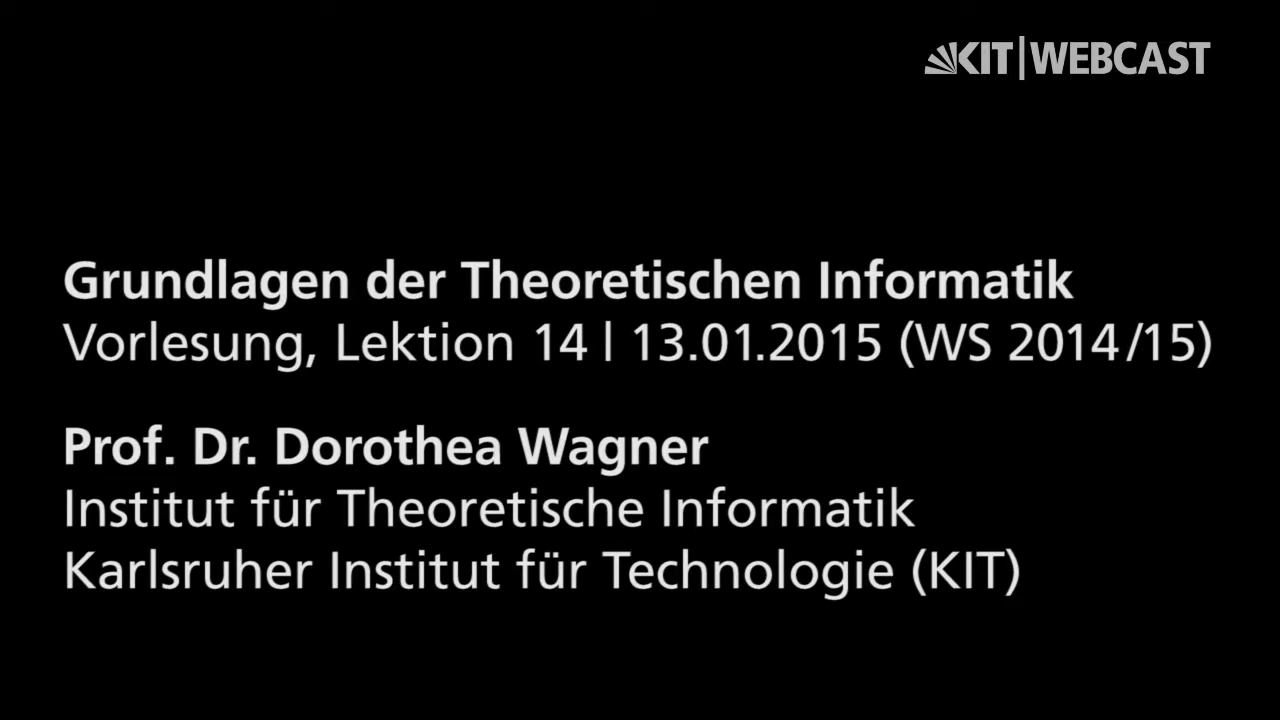 KIT|WEBCAST
Grundlagen der Theoretischen Informatik
Vorlesung, Lektion 14 | 13.01.2015 (WS 2014/15)
Prof. Dr. Dorothea Wagner
Institut für Theoretische Informatik
Karlsruher Institut für Technologie (KIT)